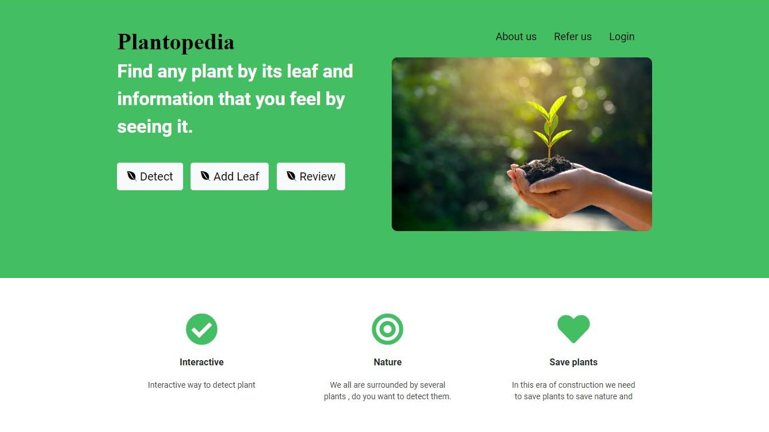 Plantopedia
About us
Refer us
Login
Find any plant by its leaf and
information that you feel by
seeing it.
Detect
Add Leaf
Review
Interactive
Interactive way to detect plant
Nature
We all are surrounded by several
plants , do you want to detect them.
Save plants
In this era of construction we need
to save plants to save nature and